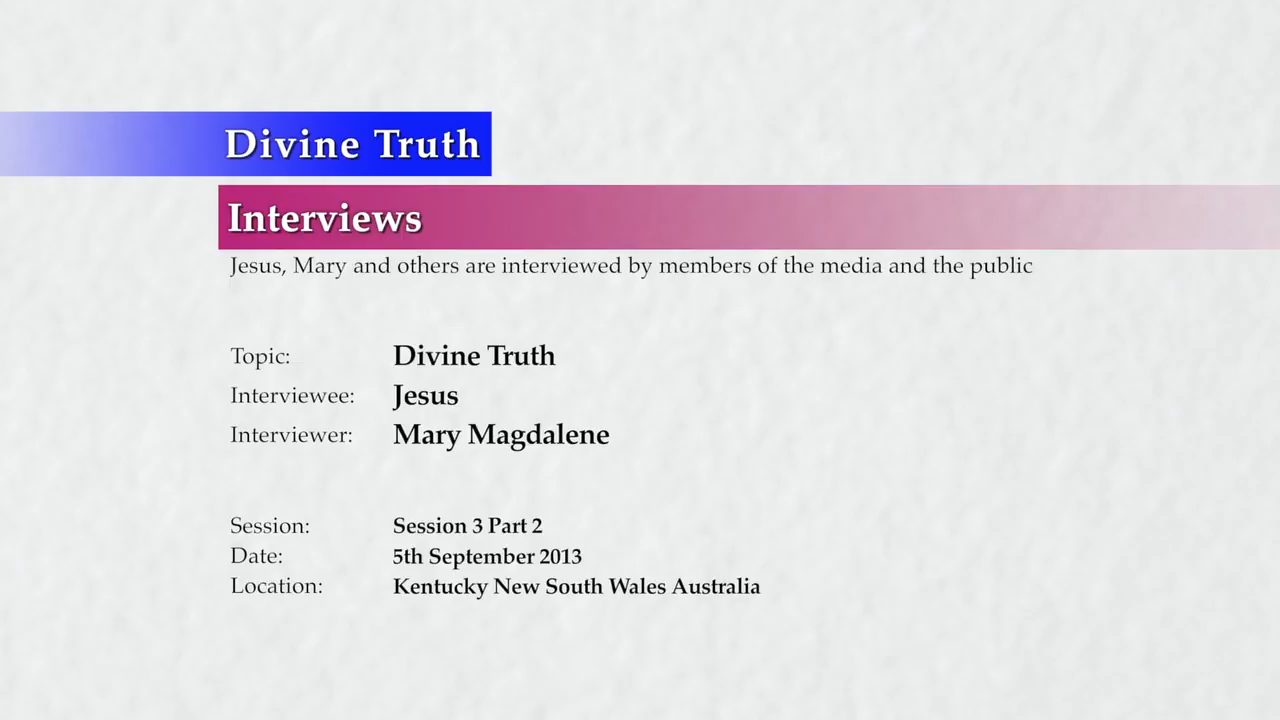 Divine Truth
Interviews
Jesus, Mary and others are interviewed by members of the media and the public
Topic: Divine Truth
Interviewee: Jesus
Interviewer: Mary Magdalene
Session: Session 3 Part 2
Date: 5th September 2013
Location: Kentucky New South Wales Australia